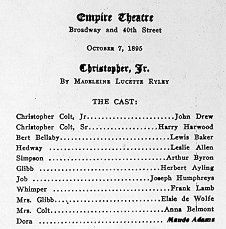 Empire Theatre
Broadway and 40th Street
October 7, 1895
Christopher, Jr.
By Madeleine Lucette Ryley
THE CAST:
Christopher Colt, Jr. John Drew
Christopher Colt, Sr. Harry Harwood
Bert Bellaby Lewis Baker
Hedway Leslie Allen
Simpson Arthur Byron
Glibb Herbert Ayling
Job Joseph Humphreys
Whimper Frank Lamb
Mrs. Glibb Elsie de Wolfe
Mrs. Colt Anna Belmont
Dora Maude Adams